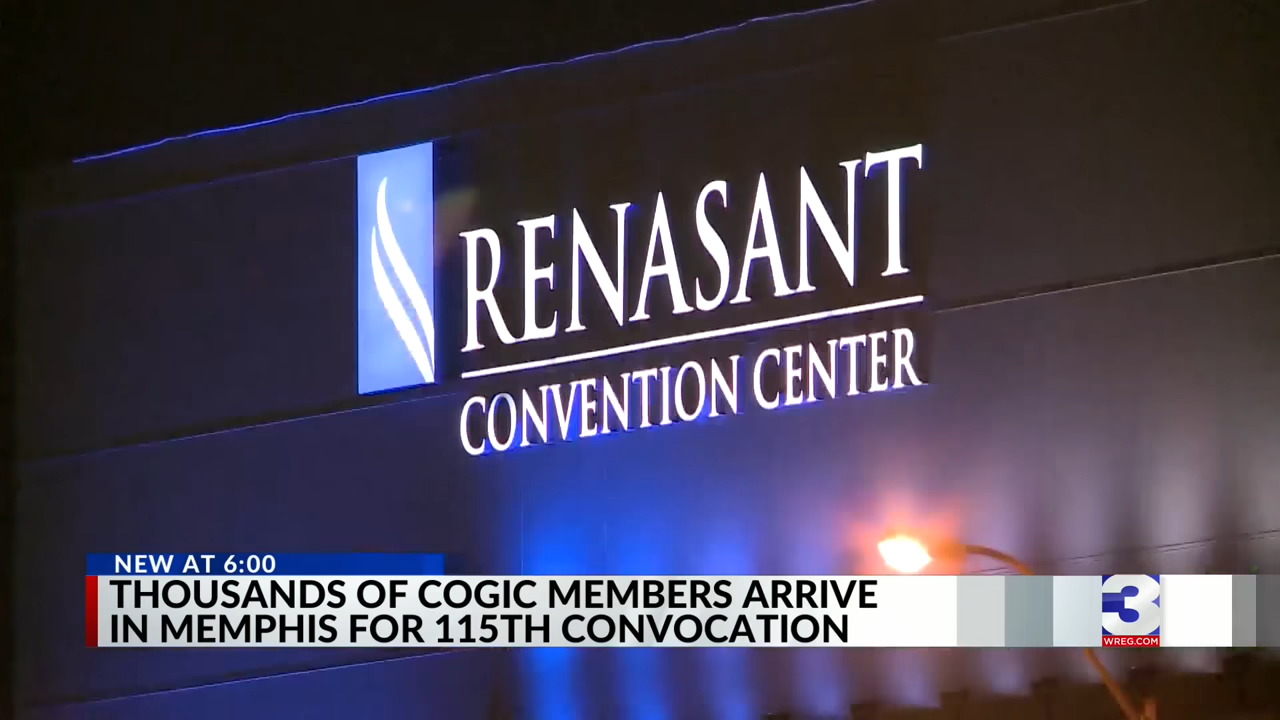 RENASANT
CONVENTION CENTER
NEW AT 6:00
THOUSANDS OF COGIC MEMBERS ARRIVE
IN MEMPHIS FOR 115TH CONVOCATION
3
WREG.COM